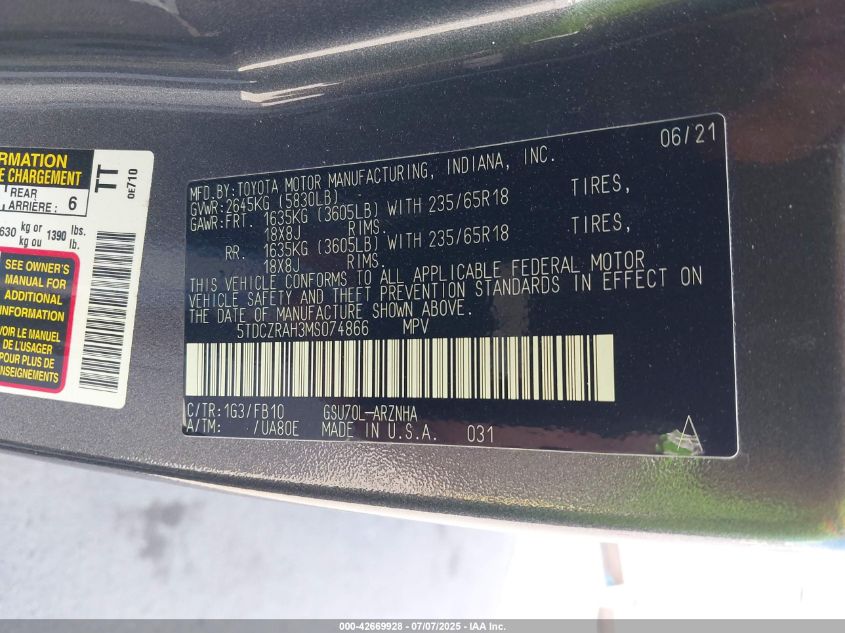 RMATION
E CHARGEMENT
REAR
ARRIÈRE: 6
630 kg or 1390 lbs.
kg ou lb.
SEE OWNER'S
MANUAL FOR
ADDITIONAL
INFORMATION
VOIR LE MANUEL
DE L'USAGER
POUR PLUS DE
RENSEIGNEMENTS
TT
0E710
06/21
MFD.BY:TOYOTA MOTOR MANUFACTURING, INDIANA, INC.
GVWR:2645KG (5830LB)
GAWR:FRT. 1635KG (3605LB) WITH 235/65R18 TIRES,
18X8J RIMS.
RR. 1635KG (3605LB) WITH 235/65R18 TIRES,
18X8J RIMS.
THIS VEHICLE CONFORMS TO ALL APPLICABLE FEDERAL MOTOR
VEHICLE SAFETY AND THEFT PREVENTION STANDARDS IN EFFECT ON
THE DATE OF MANUFACTURE SHOWN ABOVE.
5TDCZRAH3MS074866 MPV
C/TR:1G3/FB10 GSU70L-ARZNHA
A/TM: /UA80E MADE IN U.S.A. 031
A
000-42669928 - 07/07/2025 - IAA Inc.